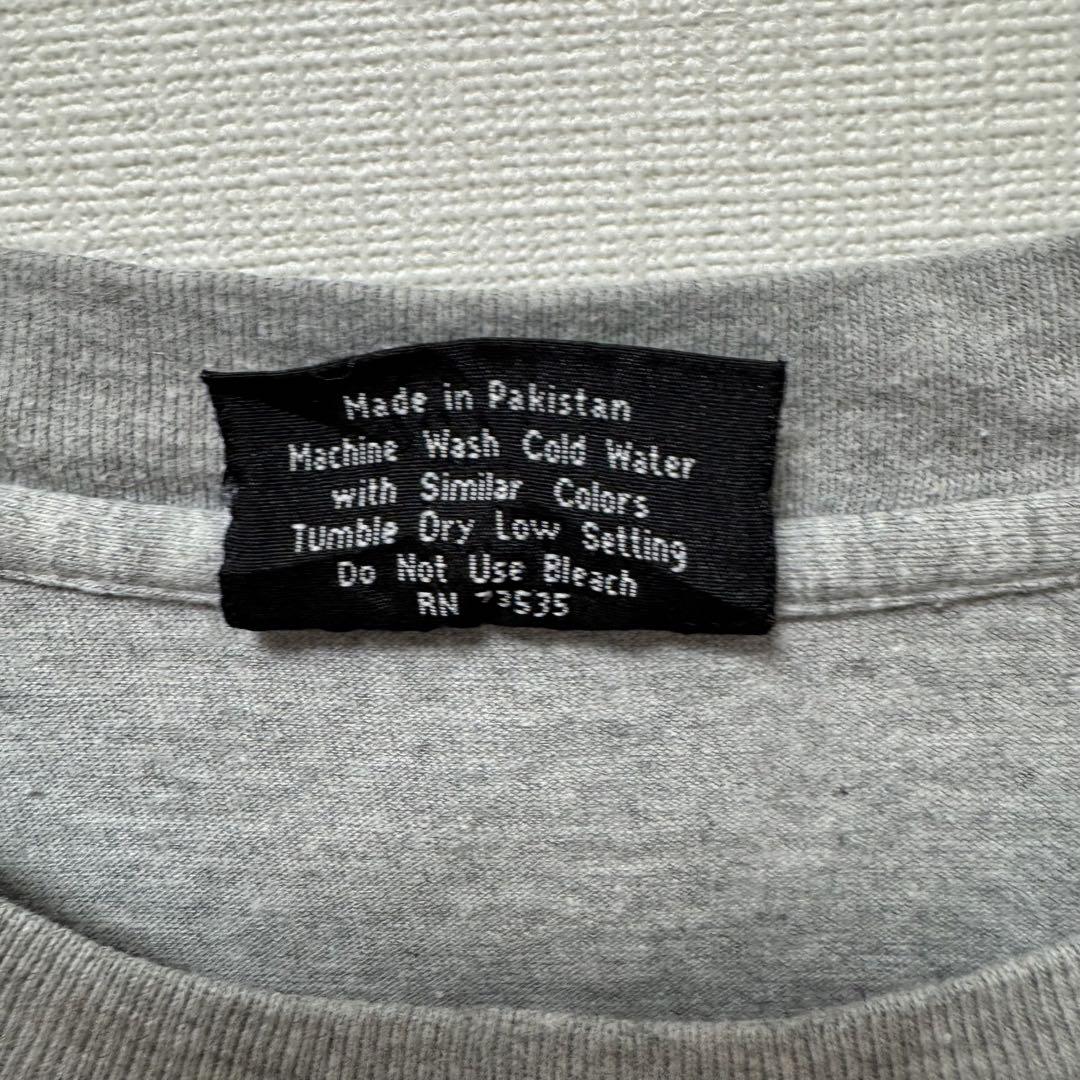 Made in Pakistan
Machine Wash Cold Water
with Similar Colors
Tumble Dry Low Setting
Do Not Use Bleach
RN